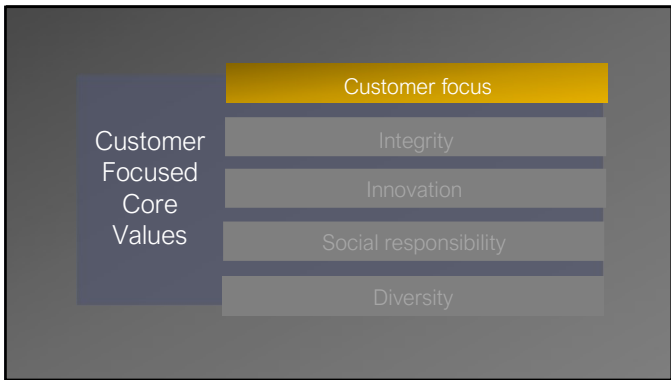 Customer focus
Customer
Focused
Core
Values
Integrity
Innovation
Social responsibility
Diversity